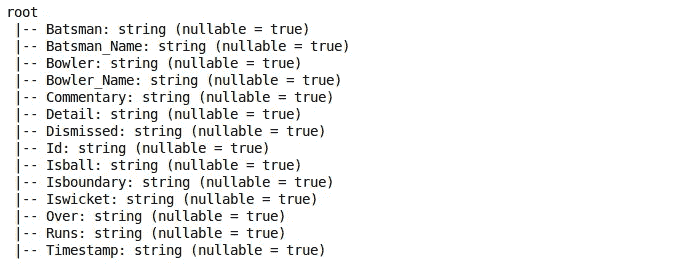 root
 |-- Batsman: string (nullable = true)
 |-- Batsman_Name: string (nullable = true)
 |-- Bowler: string (nullable = true)
 |-- Bowler_Name: string (nullable = true)
 |-- Commentary: string (nullable = true)
 |-- Detail: string (nullable = true)
 |-- Dismissed: string (nullable = true)
 |-- Id: string (nullable = true)
 |-- Isball: string (nullable = true)
 |-- Isboundary: string (nullable = true)
 |-- Iswicket: string (nullable = true)
 |-- Over: string (nullable = true)
 |-- Runs: string (nullable = true)
 |-- Timestamp: string (nullable = true)